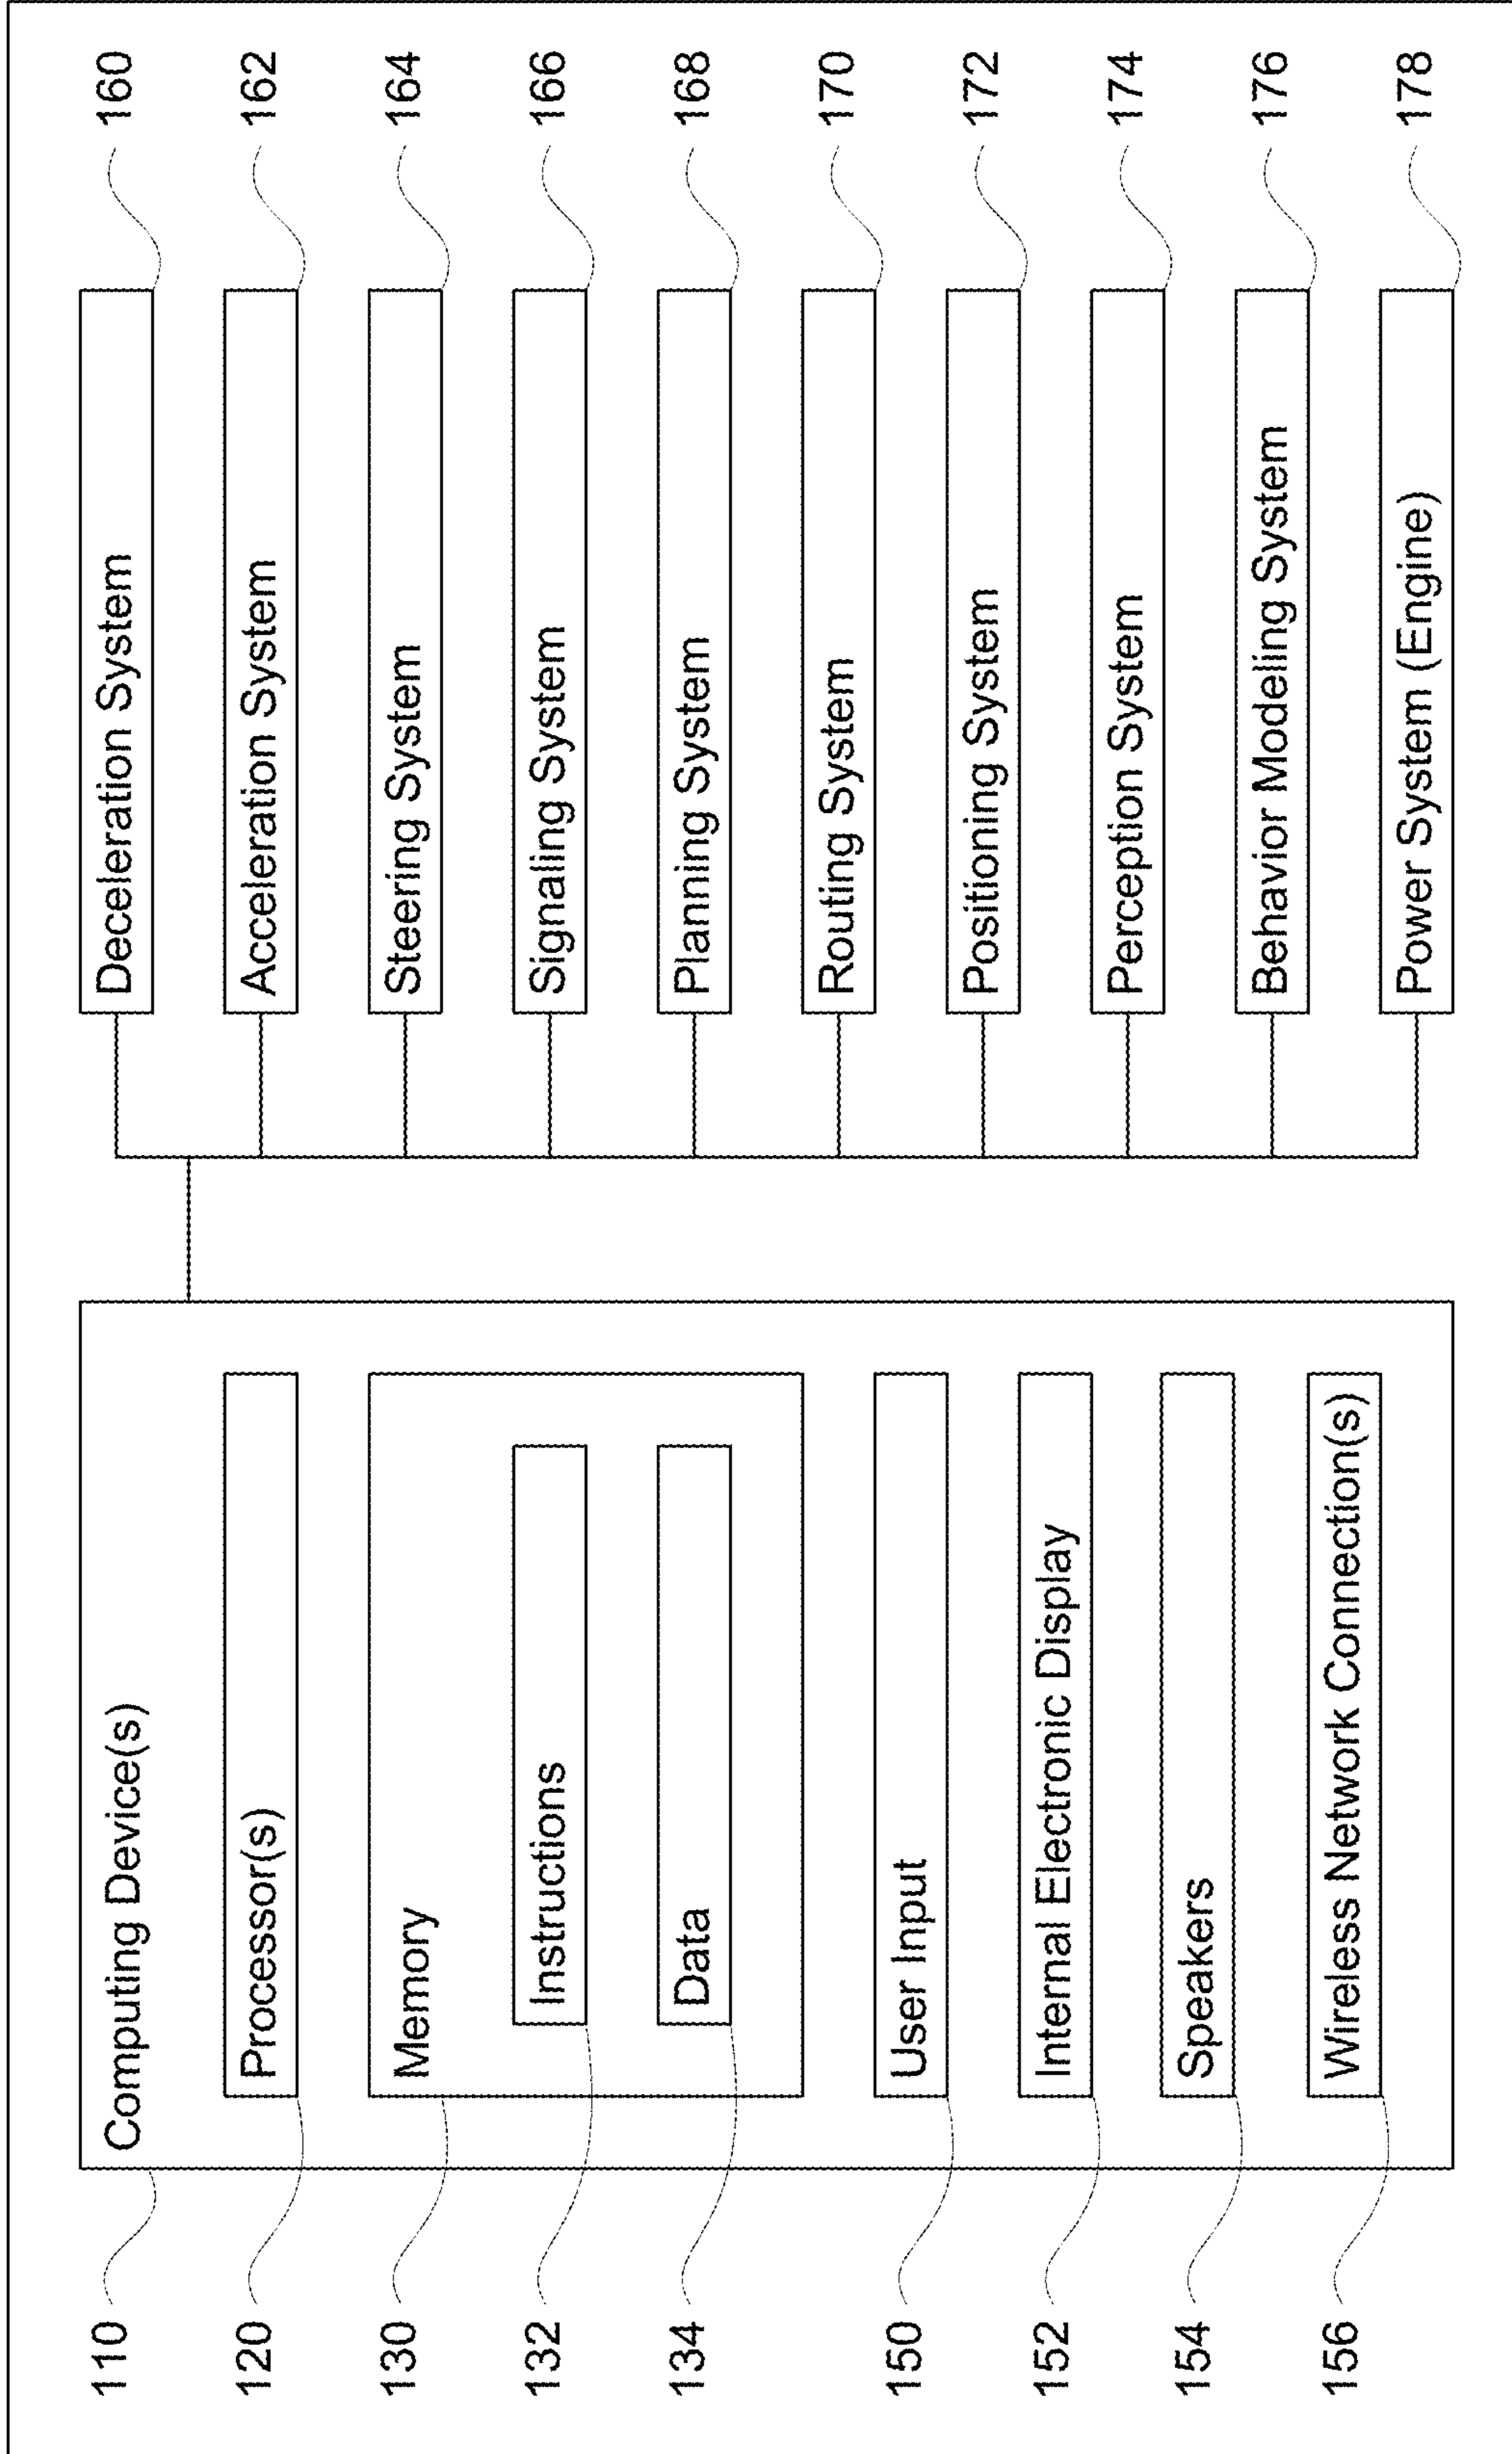 110
Computing Device(s)
120
Processor(s)
130
Memory
132
Instructions
134
Data
150
User Input
152
Internal Electronic Display
154
Speakers
156
Wireless Network Connection(s)
Deceleration System
160
Acceleration System
162
Steering System
164
Signaling System
166
Planning System
168
Routing System
170
Positioning System
172
Perception System
174
Behavior Modeling System
176
Power System (Engine)
178